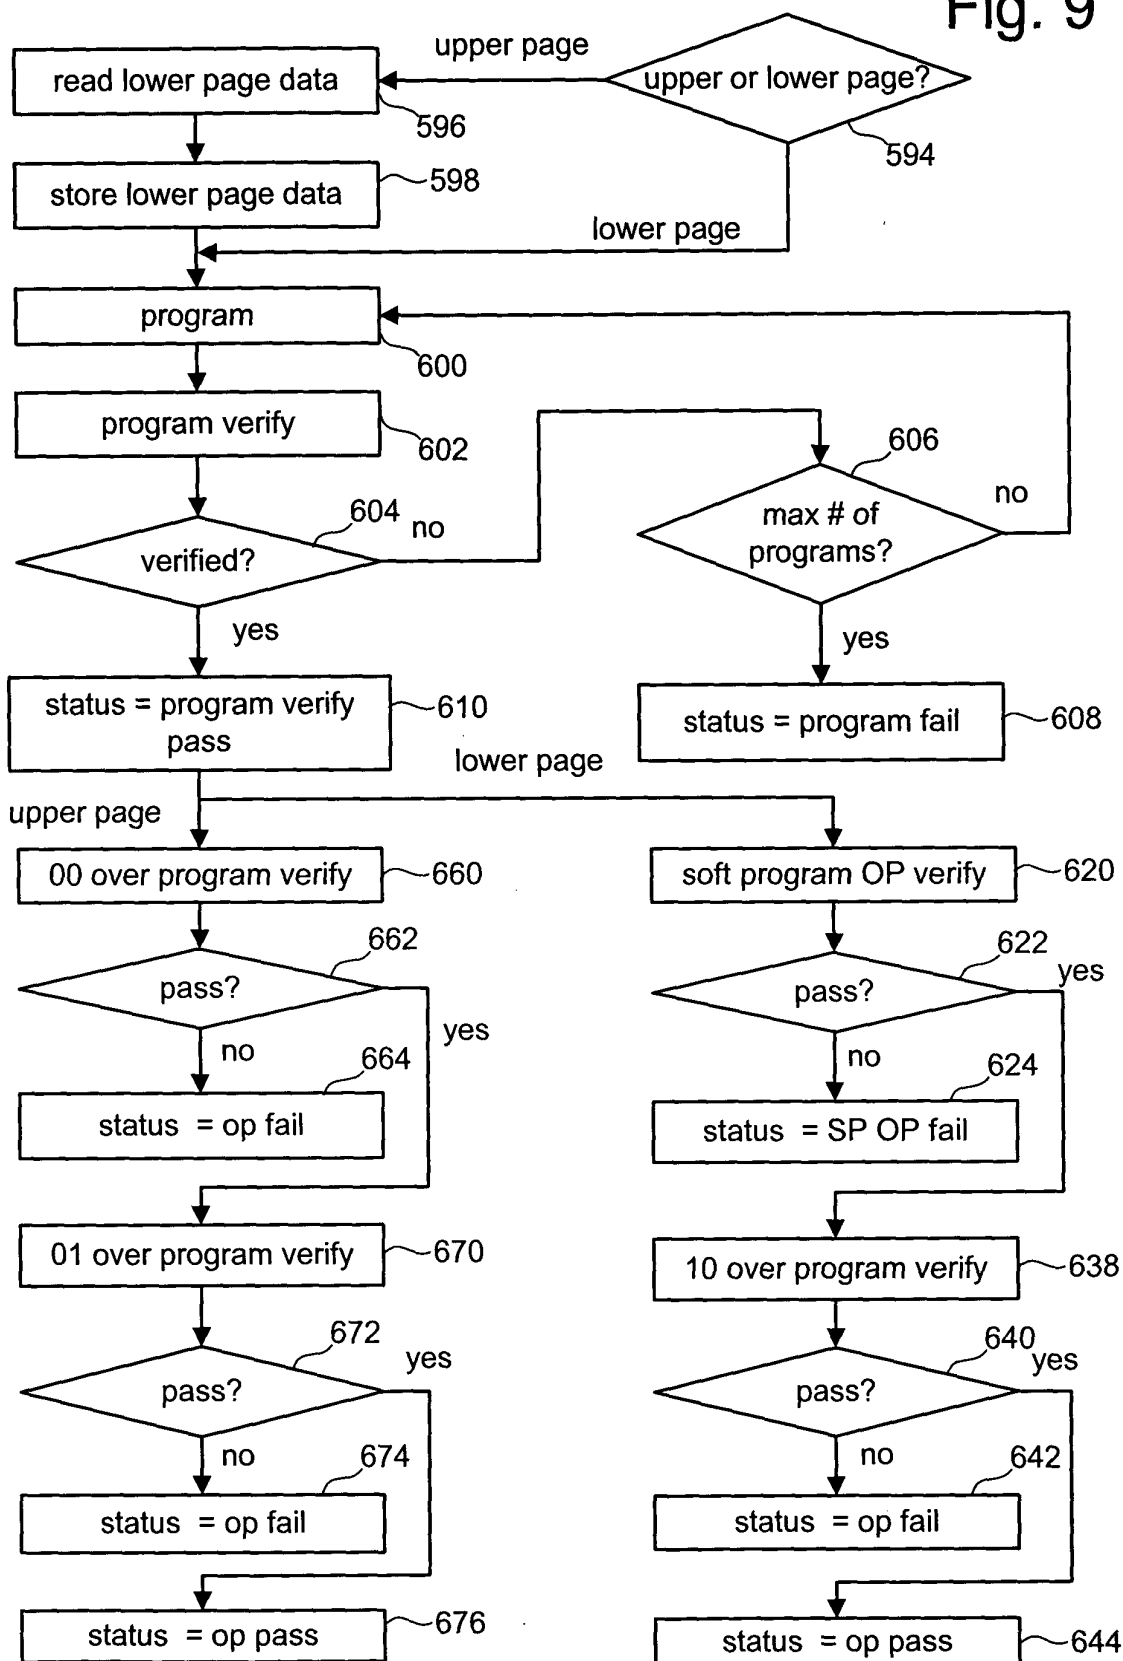 Fig. 9
upper page
upper or lower page?
594
read lower page data
596
store lower page data
598
lower page
program
600
program verify
602
verified?
604
no
max # of
programs?
606
no
yes
yes
status = program verify
pass
610
status = program fail
608
lower page
upper page
00 over program verify
660
soft program OP verify
620
pass?
662
yes
no
pass?
622
yes
no
status = op fail
664
status = SP OP fail
624
01 over program verify
670
10 over program verify
638
pass?
672
yes
no
pass?
640
yes
no
status = op fail
674
status = op fail
642
status = op pass
676
status = op pass
644